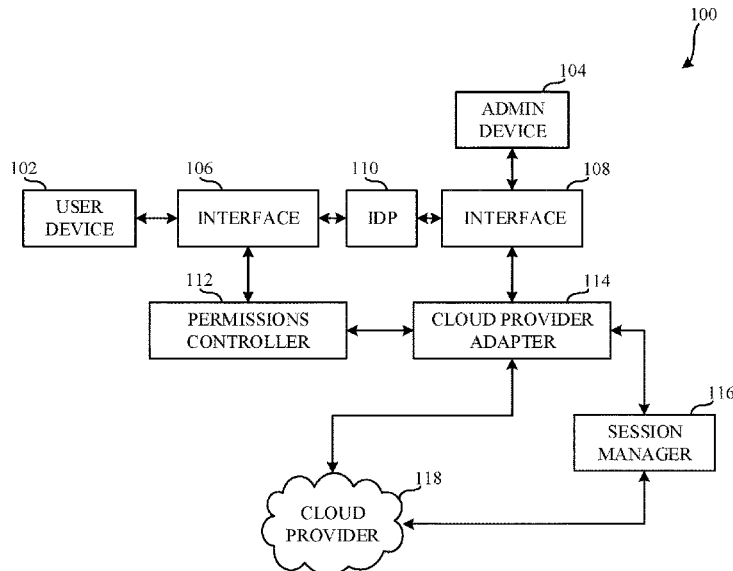 100
104
ADMIN
DEVICE
102
106
110
108
USER
DEVICE
INTERFACE
IDP
INTERFACE
112
114
PERMISSIONS
CONTROLLER
CLOUD PROVIDER
ADAPTER
116
SESSION
MANAGER
118
CLOUD
PROVIDER